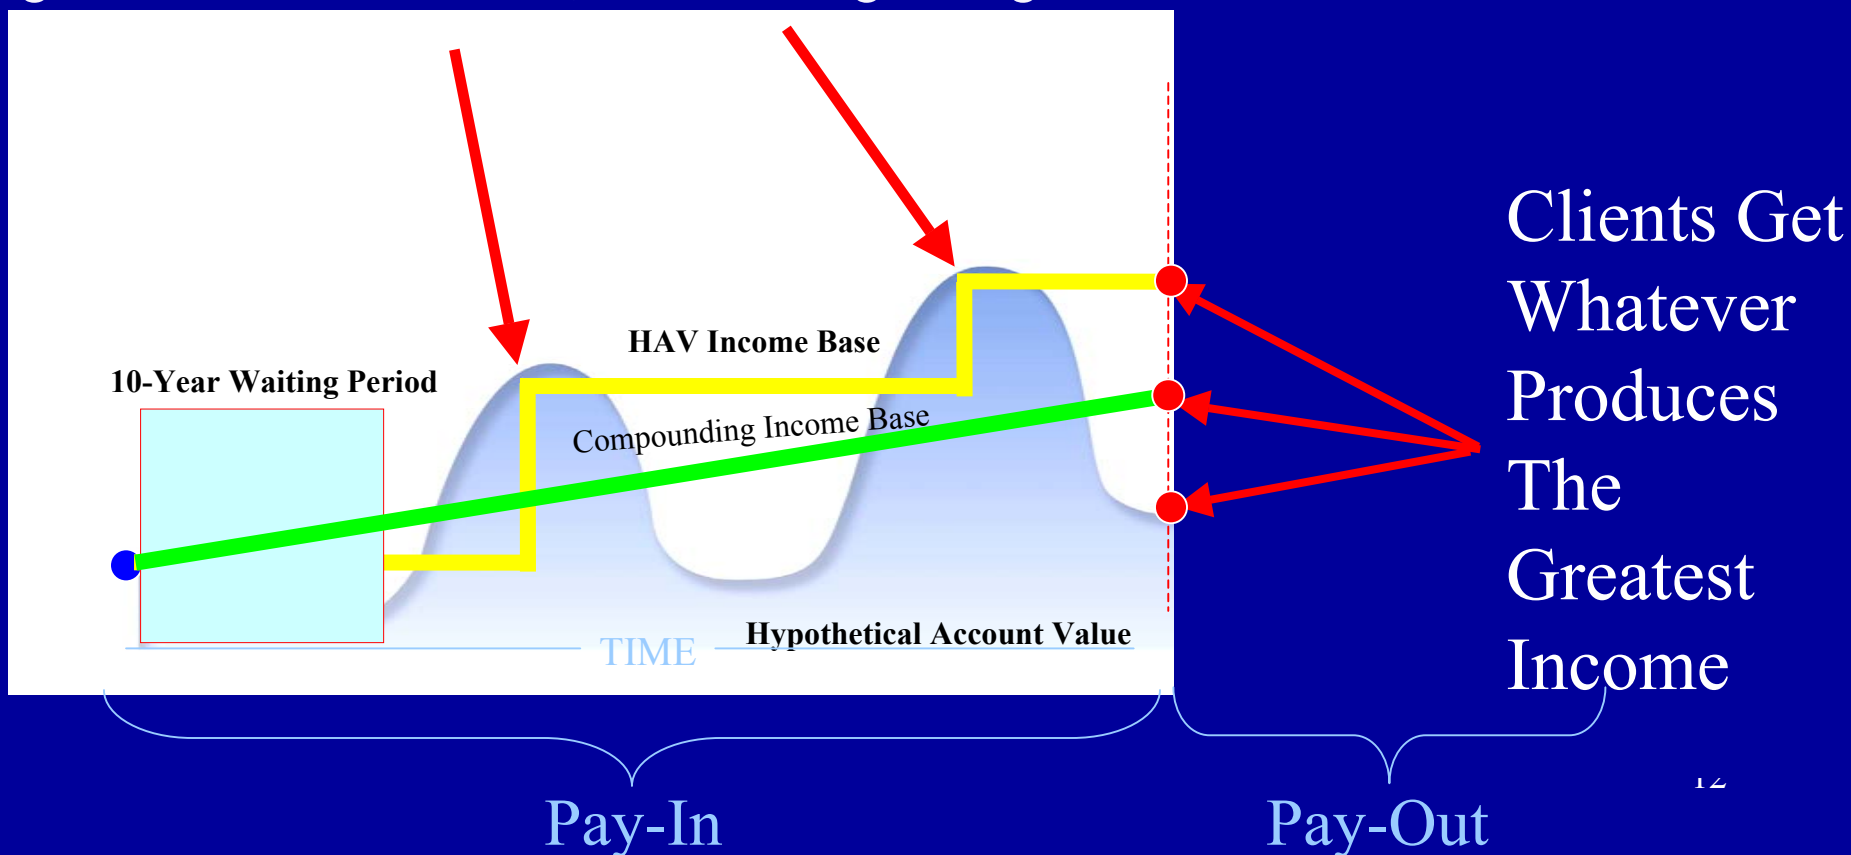 HAV Income Base
10-Year Waiting Period
Compounding Income Base
Hypothetical Account Value
TIME
Clients Get
Whatever
Produces
The
Greatest
Income
Pay-In
Pay-Out